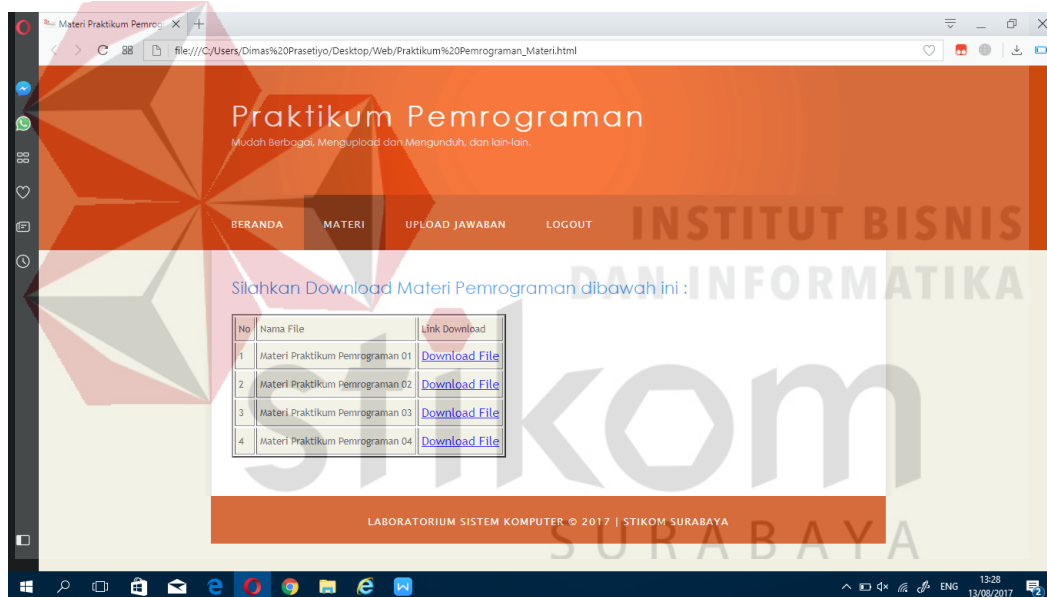 Materi Praktikum Pemrogr
file:///C:/Users/Dimas%20Prasetiyo/Desktop/Web/Praktikum%20Pemrograman_Materi.html
Praktikum Pemrograman
Mudah Berbagai, Mengupload dan Mengunduh, dan lain-lain.
BERANDA MATERI UPLOAD JAWABAN LOGOUT
INSTITUT BISNIS
DAN INFORMATIKA
Silahkan Download Materi Pemrograman dibawah ini :
No Nama File Link Download
1 Materi Praktikum Pemrograman 01 Download File
2 Materi Praktikum Pemrograman 02 Download File
3 Materi Praktikum Pemrograman 03 Download File
4 Materi Praktikum Pemrograman 04 Download File
stikom
LABORATORIUM SISTEM KOMPUTER © 2017 | STIKOM SURABAYA
SURABAYA
ENG
13:28
13/08/2017
2